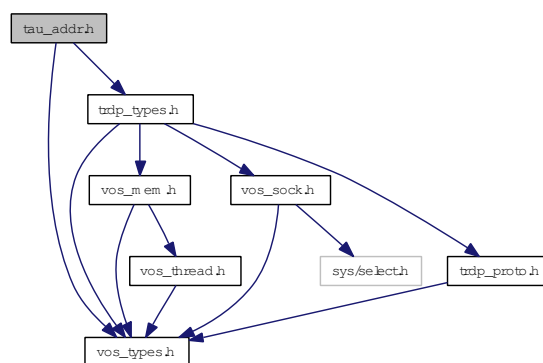 tau_addr.h
trdp_types.h
vos_mem.h
vos_sock.h
vos_thread.h
sys/select.h
trdp_proto.h
vos_types.h